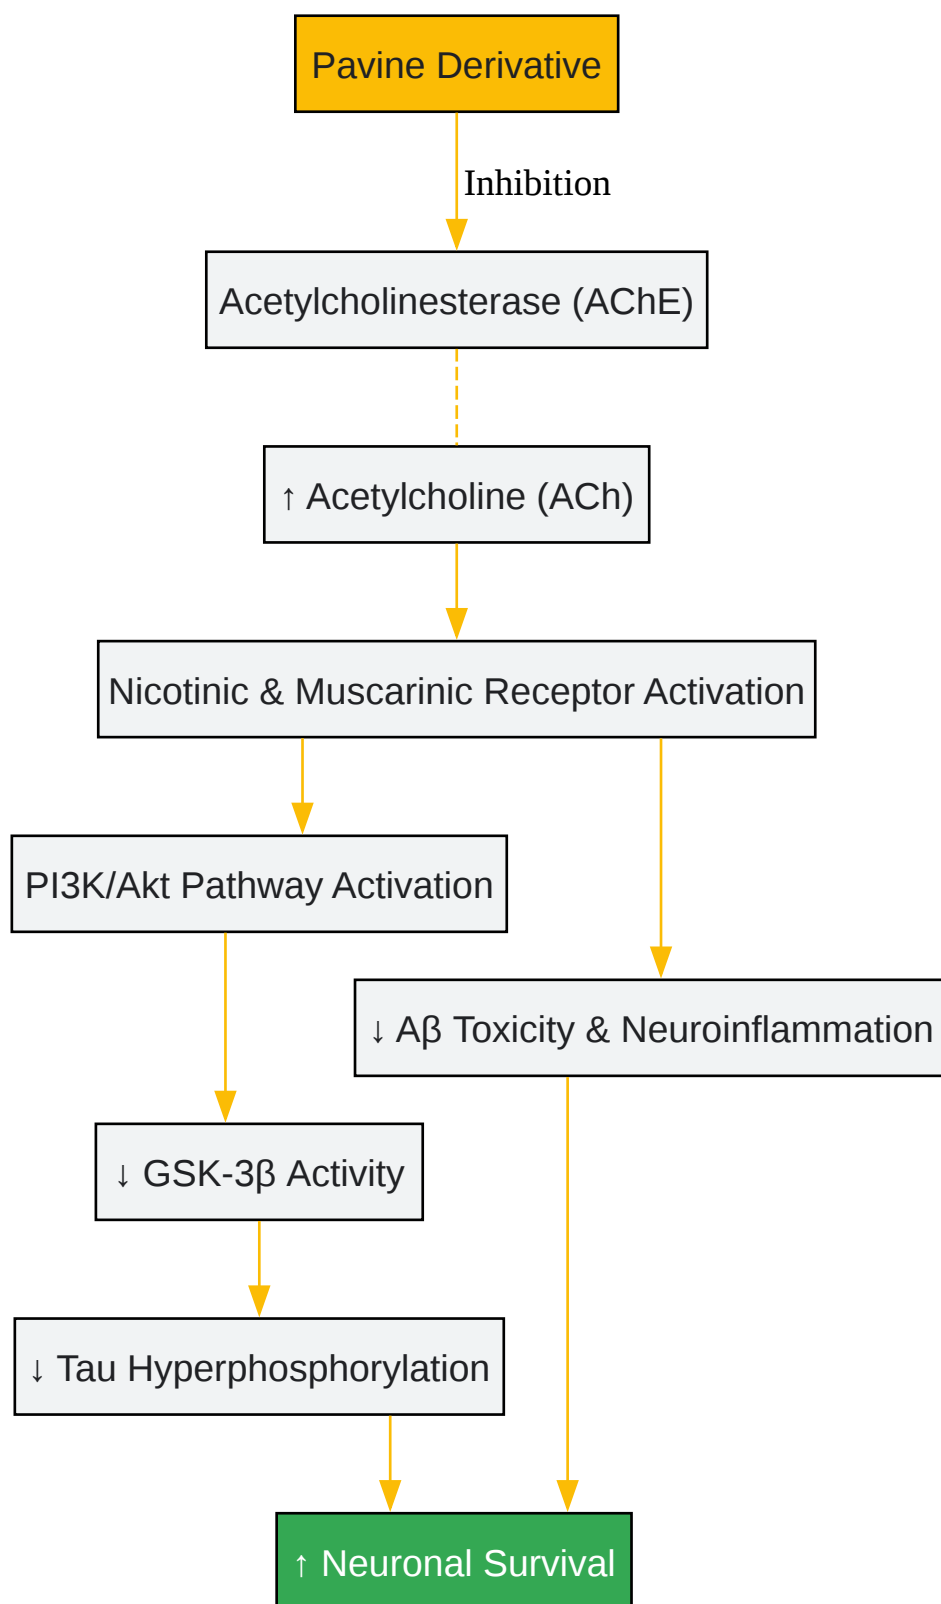 Pavine Derivative
Inhibition
Acetylcholinesterase (AChE)
↑ Acetylcholine (ACh)
Nicotinic & Muscarinic Receptor Activation
PI3K/Akt Pathway Activation
↓ Aβ Toxicity & Neuroinflammation
↓ GSK-3β Activity
↓ Tau Hyperphosphorylation
↑ Neuronal Survival